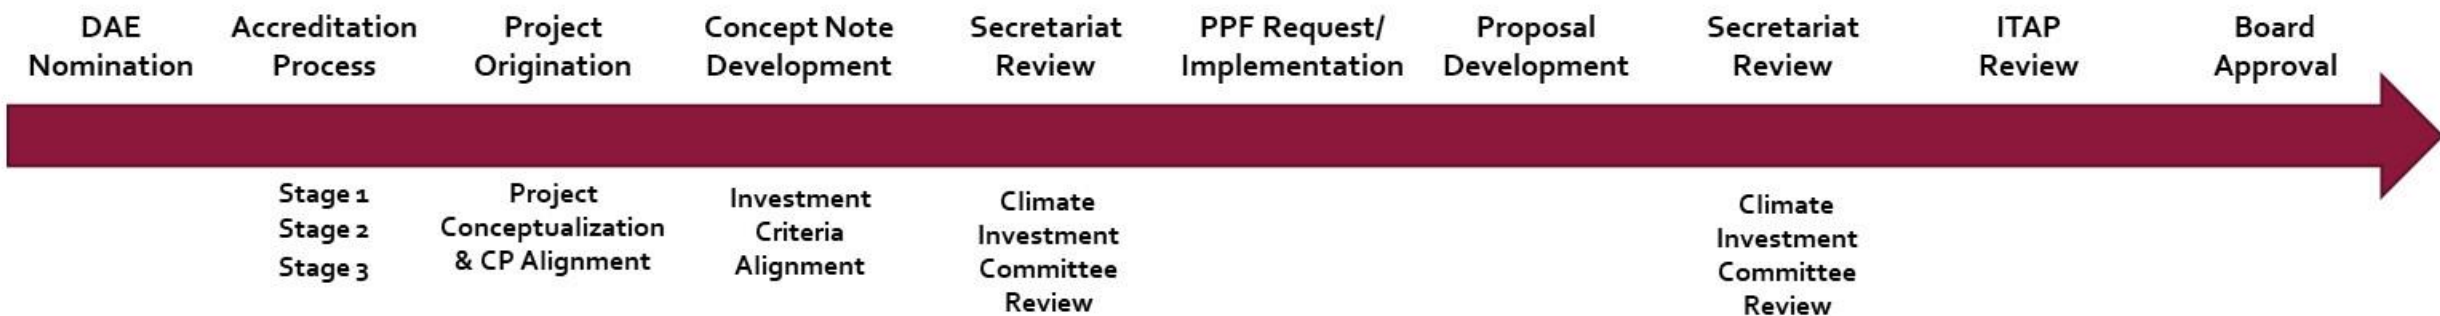 DAE
Nomination
Accreditation
Process
Project
Origination
Concept Note
Development
Secretariat
Review
PPF Request/
Implementation
Proposal
Development
Secretariat
Review
ITAP
Review
Board
Approval
Stage 1
Stage 2
Stage 3
Project
Conceptualization
& CP Alignment
Investment
Criteria
Alignment
Climate
Investment
Committee
Review
Climate
Investment
Committee
Review